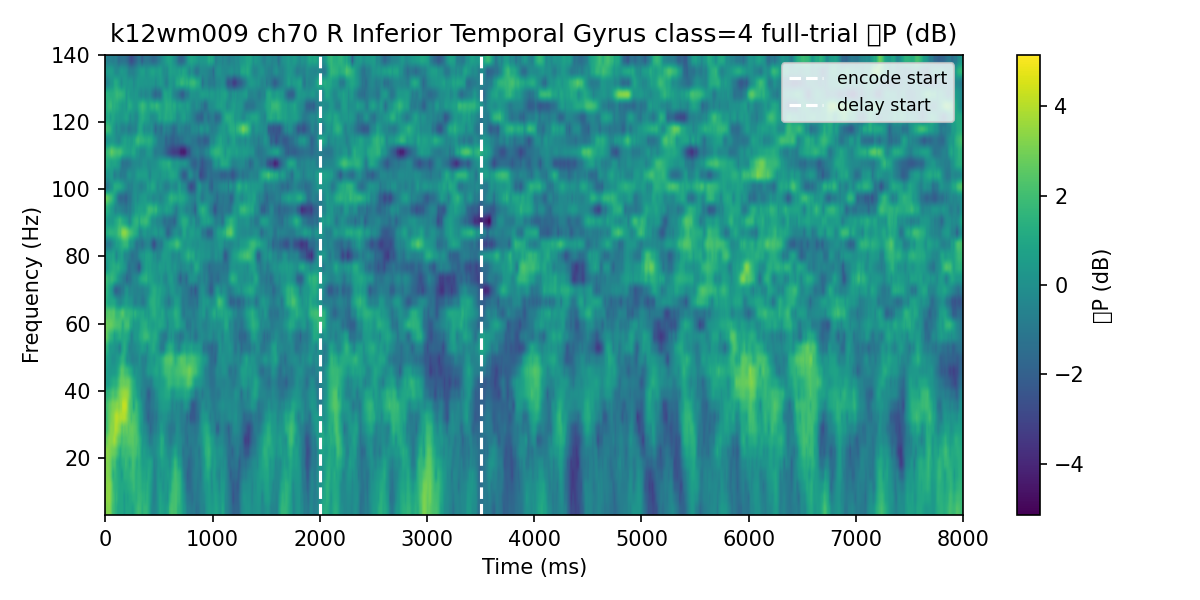 k12wm009 ch70 R Inferior Temporal Gyrus class=4 full-trial ▯P (dB)
140
120
100
80
60
40
20
Frequency (Hz)
0 1000 2000 3000 4000 5000 6000 7000 8000
Time (ms)
encode start
delay start
4
2
0
−2
−4
▯P (dB)